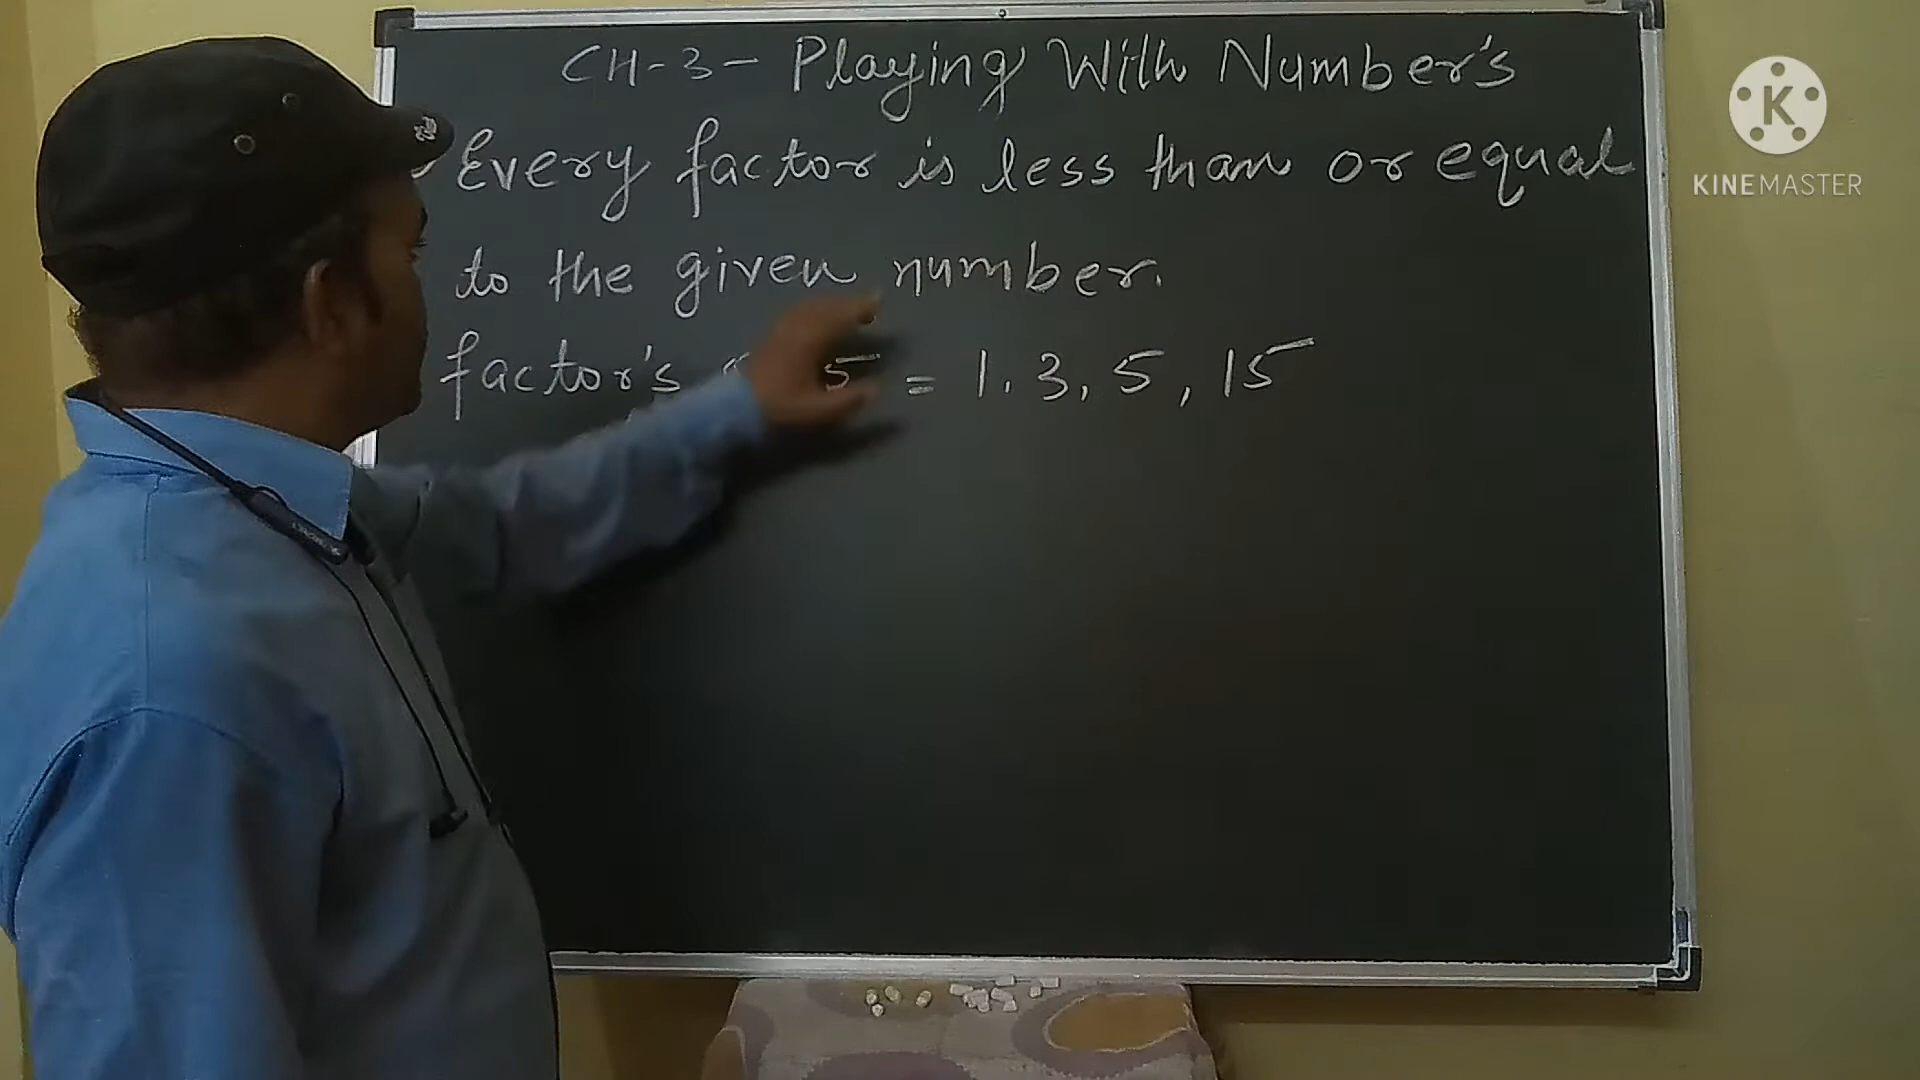 CH-3- Playing With Number's
Every factor is less than or equal
to the given number.
factor's 5 = 1, 3, 5, 15
K
KINEMASTER